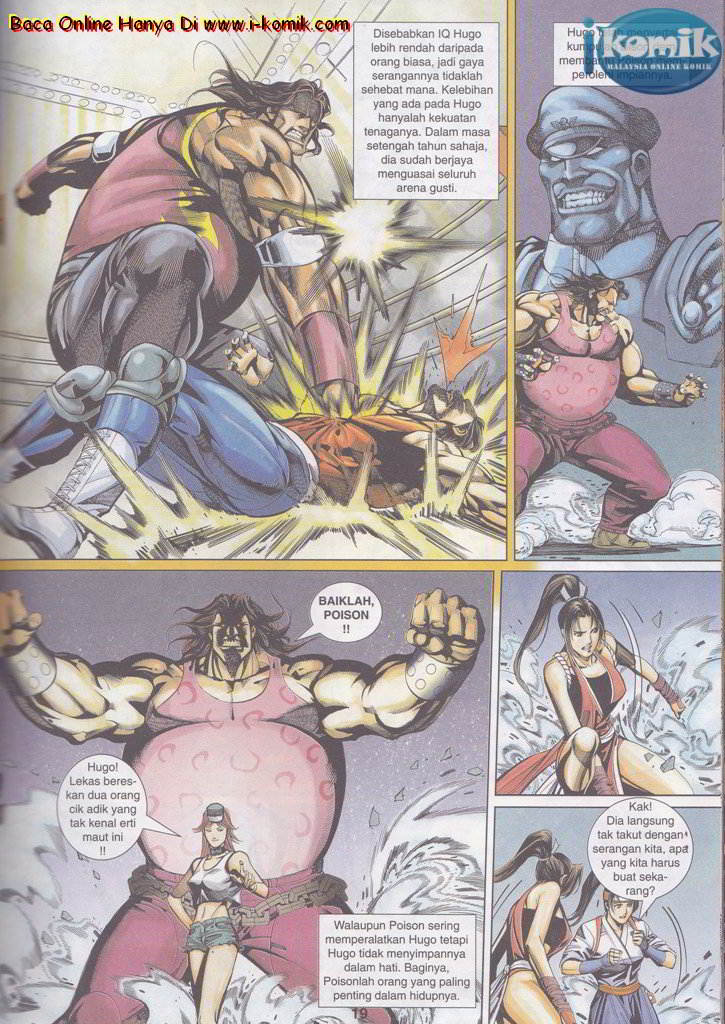 Baca Online Hanya Di www.i-komik.com
Disebabkan IQ Hugo
lebih rendah daripada
orang biasa, jadi gaya
serangannya tidaklah
sehebat mana. Kelebihan
yang ada pada Hugo
hanyalah kekuatan
tenaganya. Dalam masa
setengah tahun sahaja,
dia sudah berjaya
menguasai seluruh
arena gusti.
Hugo
impiannya.
iKomik
MALAYSIA ONLINE KOMIK
BAIKLAH,
POISON
!!
Hugo!
Lekas beres-
kan dua orang
cik adik yang
tak kenal erti
maut ini
!!
Walaupun Poison sering
memperalatkan Hugo tetapi
Hugo tidak menyimpannya
dalam hati. Baginya,
Poisonlah orang yang paling
penting dalam hidupnya.
Kak!
Dia langsung
tak takut dengan
serangan kita, apa
yang kita harus
buat seka-
rang?
19